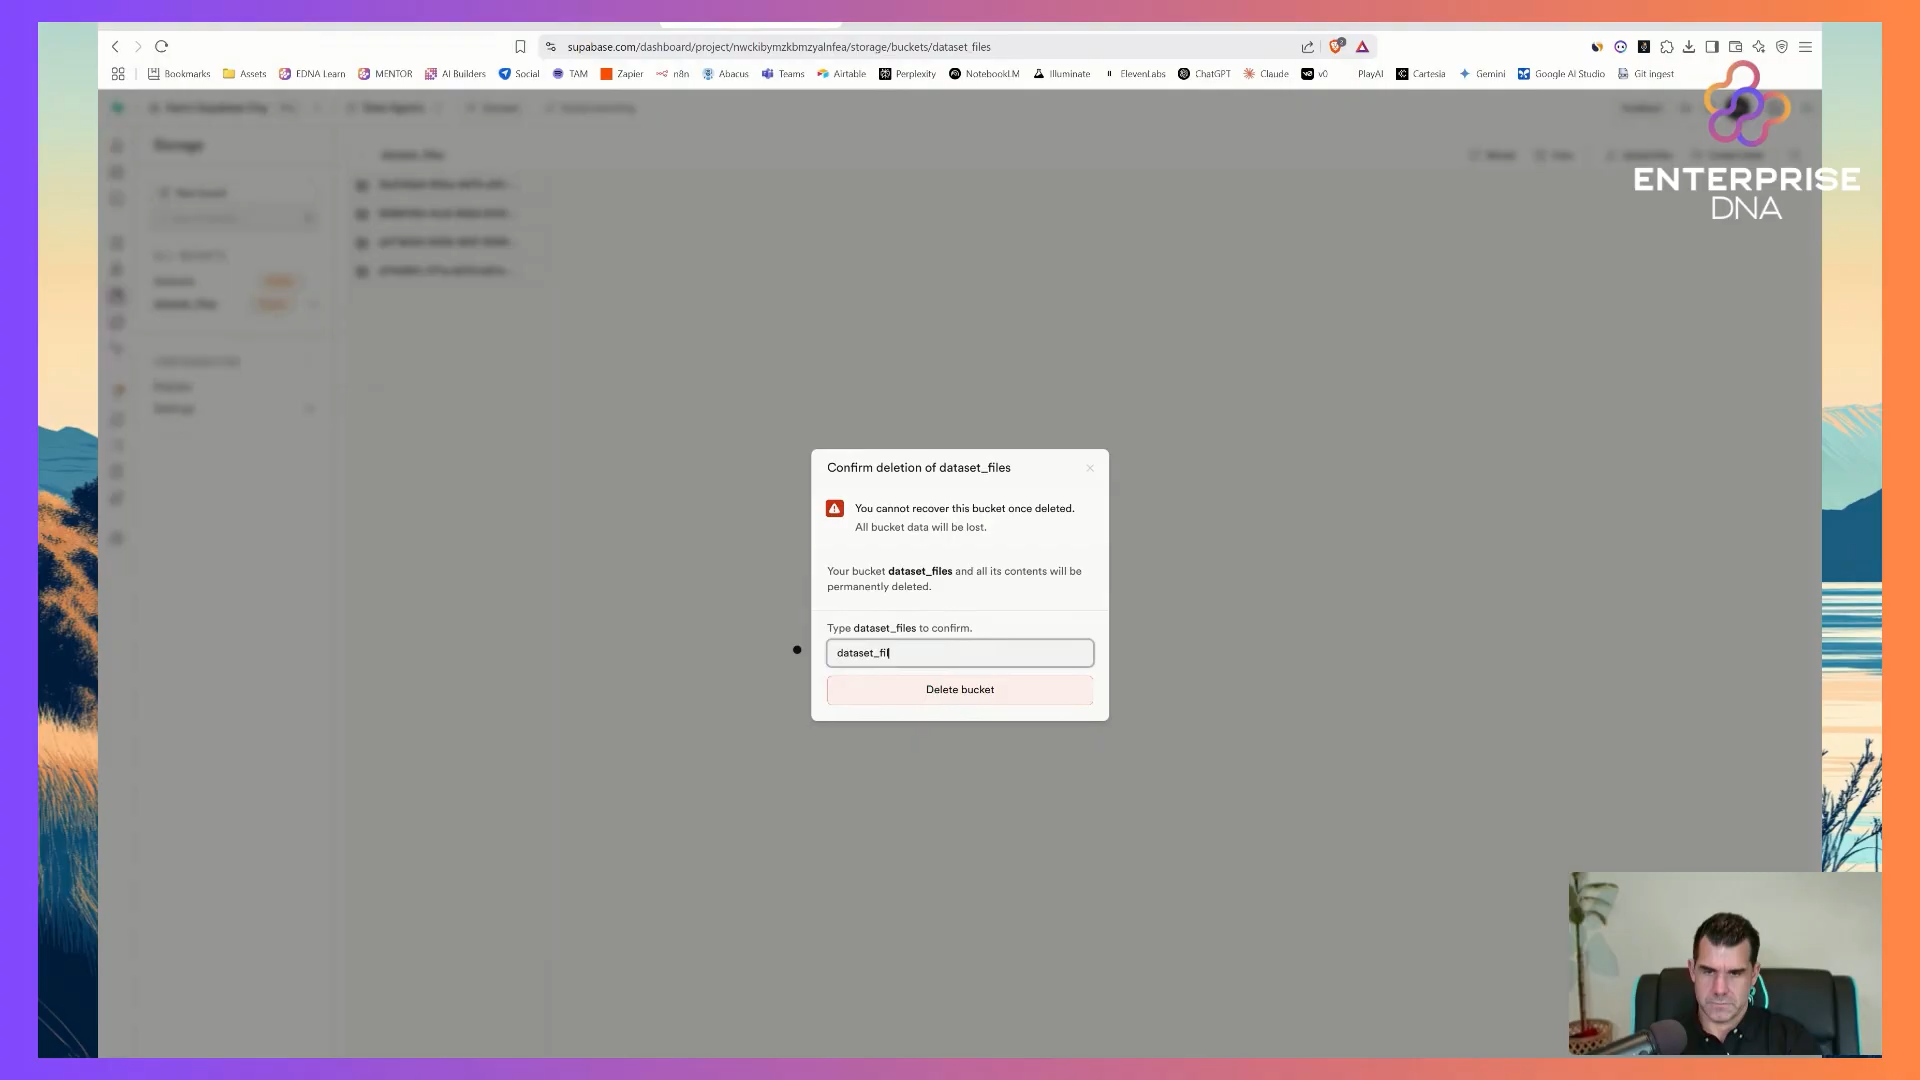 supabase.com/dashboard/project/nwckibymzkbmzyalnfea/storage/buckets/dataset_files
Bookmarks Assets EDNA Learn MENTOR AI Builders Social TAM Zapier n8n Abacus Teams Airtable Perplexity NotebookLM Illuminate ElevenLabs ChatGPT Claude v0 PlayAI Cartesia Gemini Google AI Studio Git ingest
Storage
ENTERPRISE
DNA
Confirm deletion of dataset_files
You cannot recover this bucket once deleted.
All bucket data will be lost.
Your bucket dataset_files and all its contents will be
permanently deleted.
Type dataset_files to confirm.
dataset_fil
Delete bucket